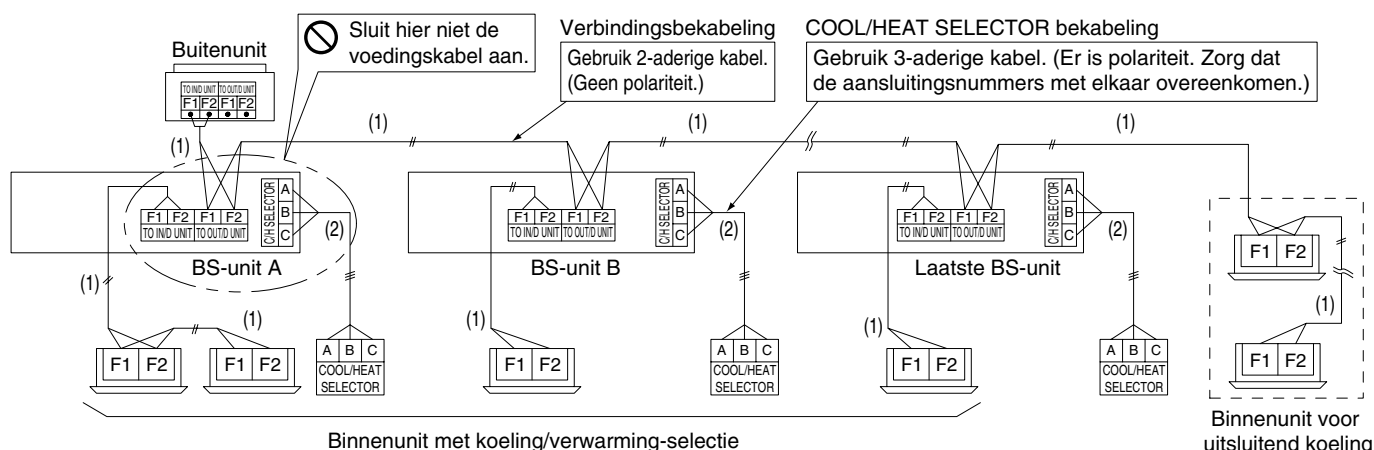 Sluit hier niet de
voedingskabel aan.
Verbindingsbekabeling
Gebruik 2-aderige kabel.
(Geen polariteit.)
COOL/HEAT SELECTOR bekabeling
Gebruik 3-aderige kabel. (Er is polariteit. Zorg dat
de aansluitingsnummers met elkaar overeenkomen.)
Buitenunit
TO IN/D UNIT TO OUT/D UNIT
F1 F2 F1 F2
(1)
(1)
(1)
(1)
F1 F2 F1 F2
TO IN/D UNIT TO OUT/D UNIT
C/H SELECTOR
A
B
C
(2)
BS-unit A
F1 F2 F1 F2
TO IN/D UNIT TO OUT/D UNIT
C/H SELECTOR
A
B
C
(2)
BS-unit B
F1 F2 F1 F2
TO IN/D UNIT TO OUT/D UNIT
C/H SELECTOR
A
B
C
(2)
Laatste BS-unit
F1 F2
(1)
F1 F2
(1)
F1 F2
(1)
F1 F2
A B C
COOL/HEAT
SELECTOR
(1)
F1 F2
A B C
COOL/HEAT
SELECTOR
(1)
F1 F2
A B C
COOL/HEAT
SELECTOR
Binnenunit met koeling/verwarming-selectie
Binnenunit voor
uitsluitend koeling